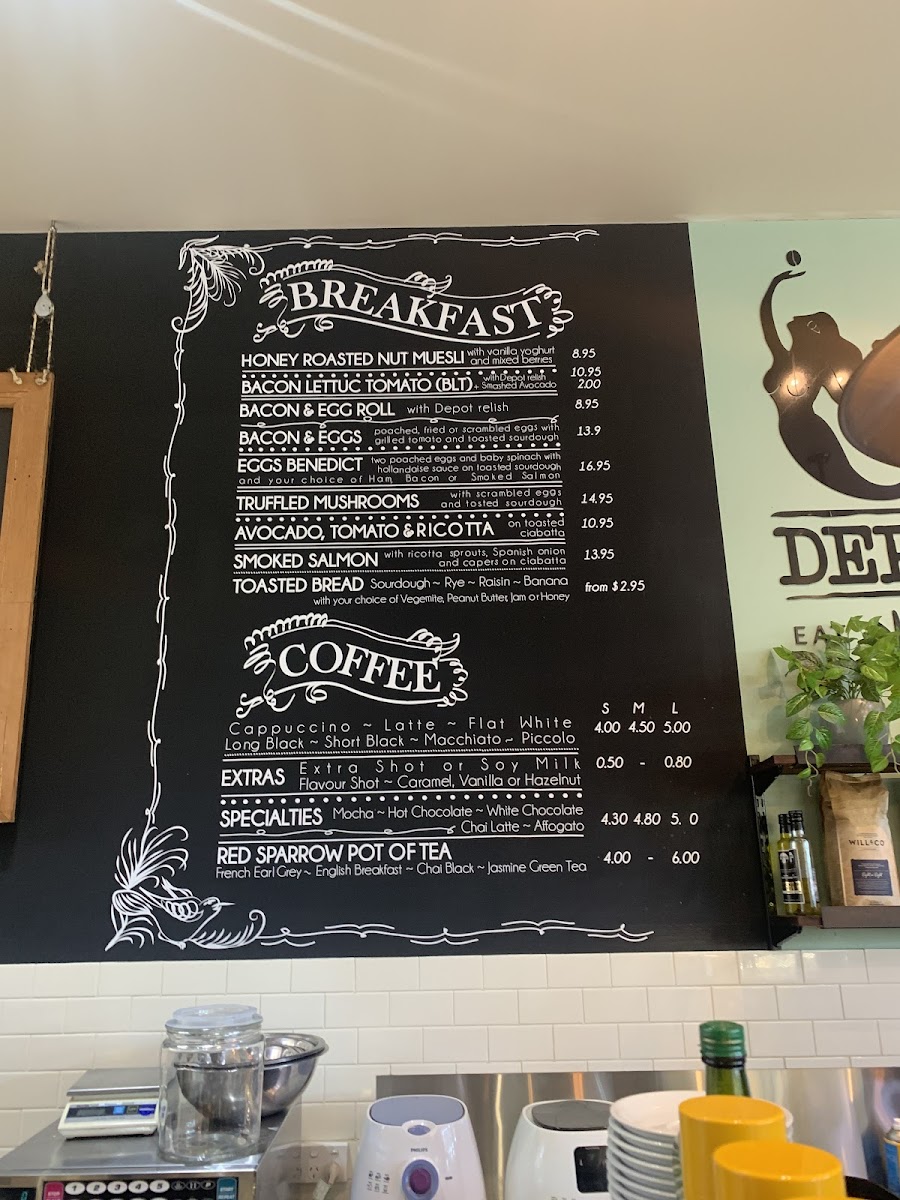 BREAKFAST
HONEY ROASTED NUT MUESLI with vanilla yoghurt and mixed berries 8.95
BACON LETTUC TOMATO (BLT) with Depot relish 10.95
+ Smashed Avocado 2.00
BACON & EGG ROLL with Depot relish 8.95
BACON & EGGS poached, fried or scrambled eggs with 13.9
grilled tomato and toasted sourdough
EGGS BENEDICT two poached eggs and baby spinach with 16.95
hollandaise sauce on toasted sourdough
and your choice of Ham Bacon or Smoked Salmon
TRUFFLED MUSHROOMS with scrambled eggs 14.95
and tosted sourdough
AVOCADO, TOMATO & RICOTTA on toasted 10.95
ciabatta
SMOKED SALMON with ricotta sprouts, Spanish onion 13.95
and capers on ciabatta
TOASTED BREAD Sourdough ~ Rye ~ Raisin ~ Banana from $2.95
with your choice of Vegemite, Peanut Butter, Jam or Honey
COFFEE
S M L
Cappuccino ~ Latte ~ Flat White 4.00 4.50 5.00
Long Black ~ Short Black ~ Macchiato ~ Piccolo
EXTRAS Extra Shot or Soy Milk 0.50 - 0.80
Flavour Shot ~ Caramel, Vanilla or Hazelnut
SPECIALTIES Mocha ~ Hot Chocolate ~ White Chocolate 4.30 4.80 5. 0
Chai Latte ~ Affogato
RED SPARROW POT OF TEA 4.00 - 6.00
French Earl Grey ~ English Breakfast ~ Chai Black ~ Jasmine Green Tea
WILL & CO
PHILIPS
1 2 3 4 5
STOP
START